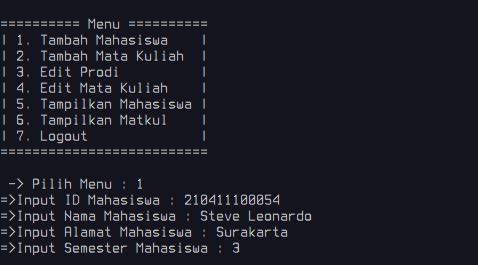 ========== Menu ==========
| 1. Tambah Mahasiswa    |
| 2. Tambah Mata Kuliah  |
| 3. Edit Prodi          |
| 4. Edit Mata Kuliah    |
| 5. Tampilkan Mahasiswa |
| 6. Tampilkan Matkul    |
| 7. Logout              |
==========================
-> Pilih Menu : 1
=>Input ID Mahasiswa : 210411100054
=>Input Nama Mahasiswa : Steve Leonardo
=>Input Alamat Mahasiswa : Surakarta
=>Input Semester Mahasiswa : 3